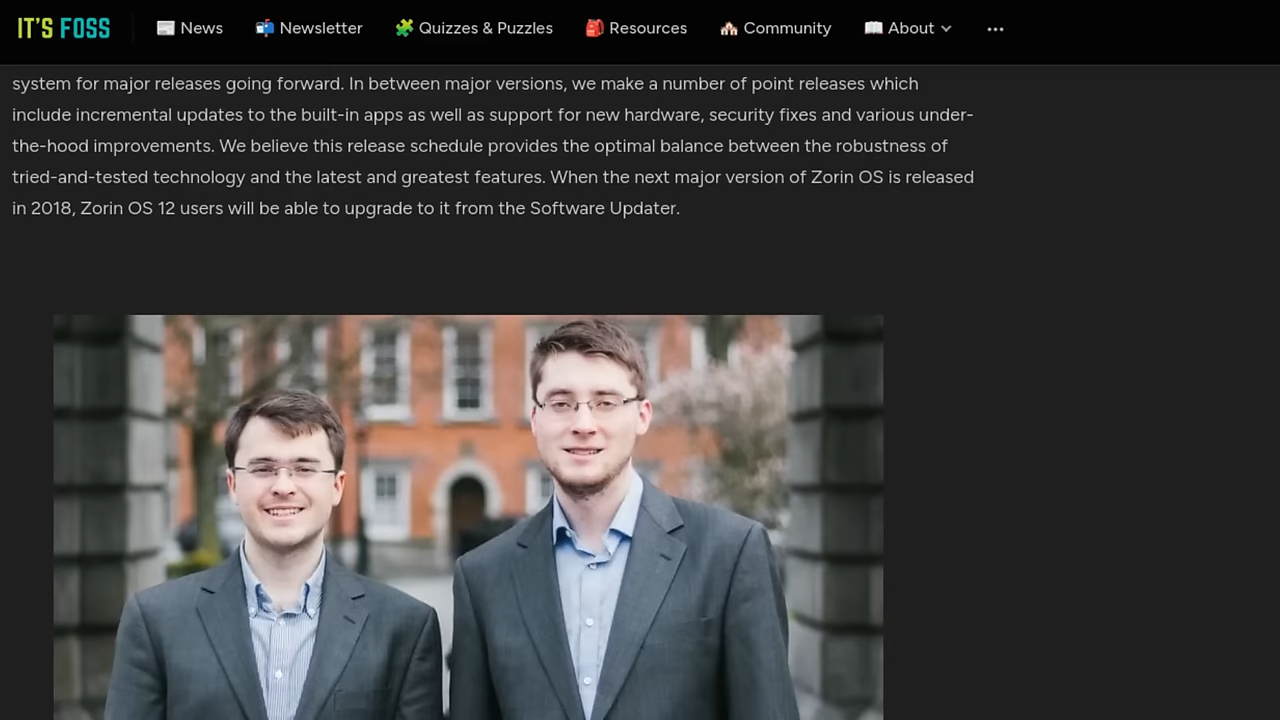 IT'S FOSS News Newsletter Quizzes & Puzzles Resources Community About
system for major releases going forward. In between major versions, we make a number of point releases which
include incremental updates to the built-in apps as well as support for new hardware, security fixes and various under-
the-hood improvements. We believe this release schedule provides the optimal balance between the robustness of
tried-and-tested technology and the latest and greatest features. When the next major version of Zorin OS is released
in 2018, Zorin OS 12 users will be able to upgrade to it from the Software Updater.